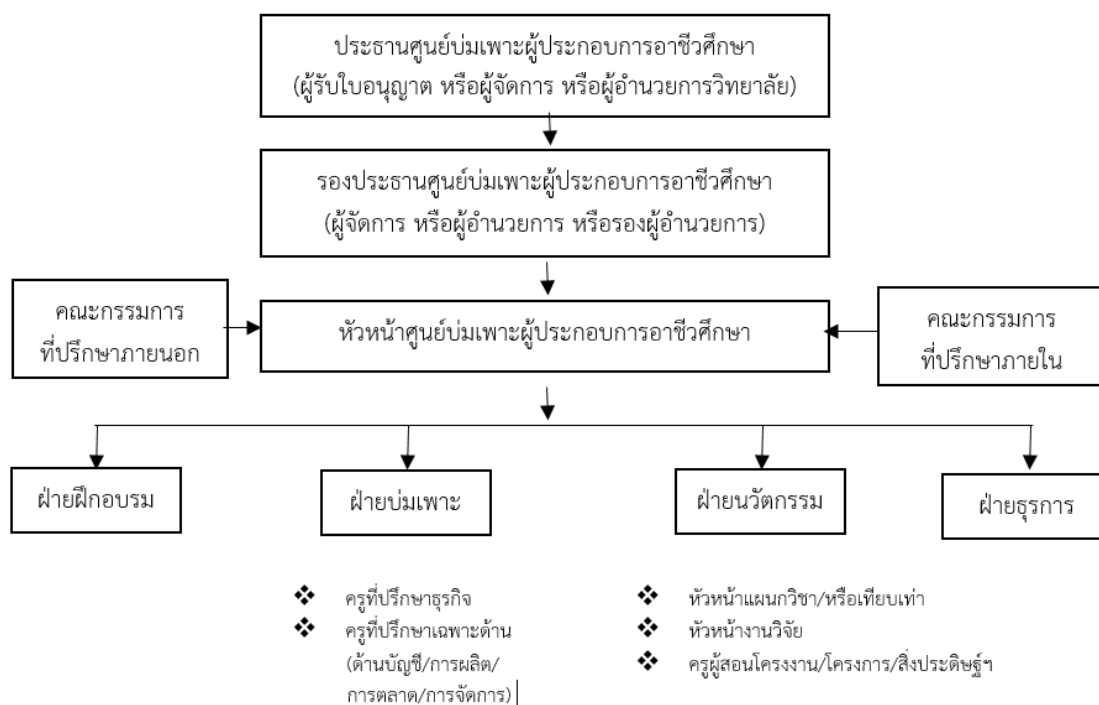 ประธานศูนย์บ่มเพาะผู้ประกอบการอาชีวศึกษา
(ผู้รับใบอนุญาต หรือผู้จัดการ หรือผู้อำนวยการวิทยาลัย)
รองประธานศูนย์บ่มเพาะผู้ประกอบการอาชีวศึกษา
(ผู้จัดการ หรือผู้อำนวยการ หรือรองผู้อำนวยการ)
คณะกรรมการ
ที่ปรึกษาภายนอก
หัวหน้าศูนย์บ่มเพาะผู้ประกอบการอาชีวศึกษา
คณะกรรมการ
ที่ปรึกษาภายใน
ฝ่ายฝึกอบรม
ฝ่ายบ่มเพาะ
ฝ่ายนวัตกรรม
ฝ่ายธุรการ
❖ ครูที่ปรึกษาธุรกิจ
❖ ครูที่ปรึกษาเฉพาะด้าน
(ด้านบัญชี/การผลิต/
การตลาด/การจัดการ)
❖ หัวหน้าแผนกวิชา/หรือเทียบเท่า
❖ หัวหน้างานวิจัย
❖ ครูผู้สอนโครงงาน/โครงการ/สิ่งประดิษฐ์ฯ